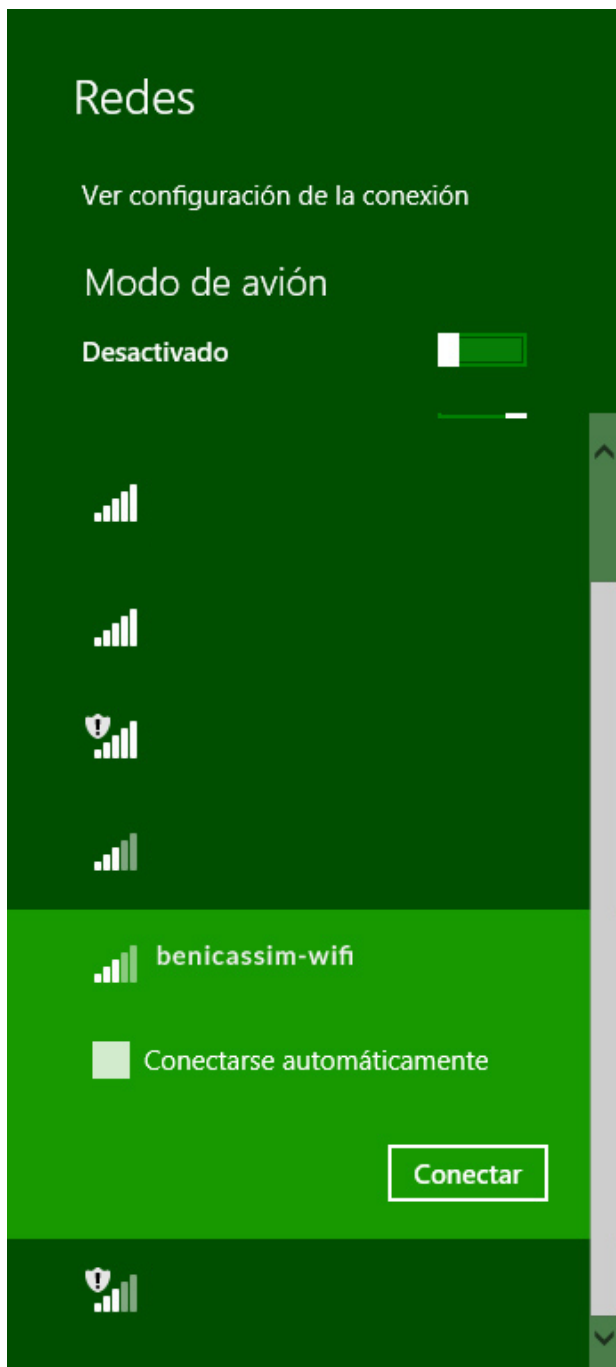 Redes
Ver configuración de la conexión
Modo de avión
Desactivado
benicassim-wifi
Conectarse automáticamente
Conectar